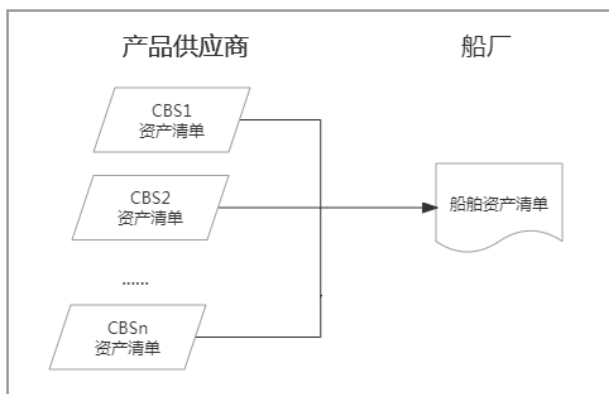 产品供应商
船厂
CBS1
资产清单
CBS2
资产清单
船舶资产清单
......
CBSn
资产清单